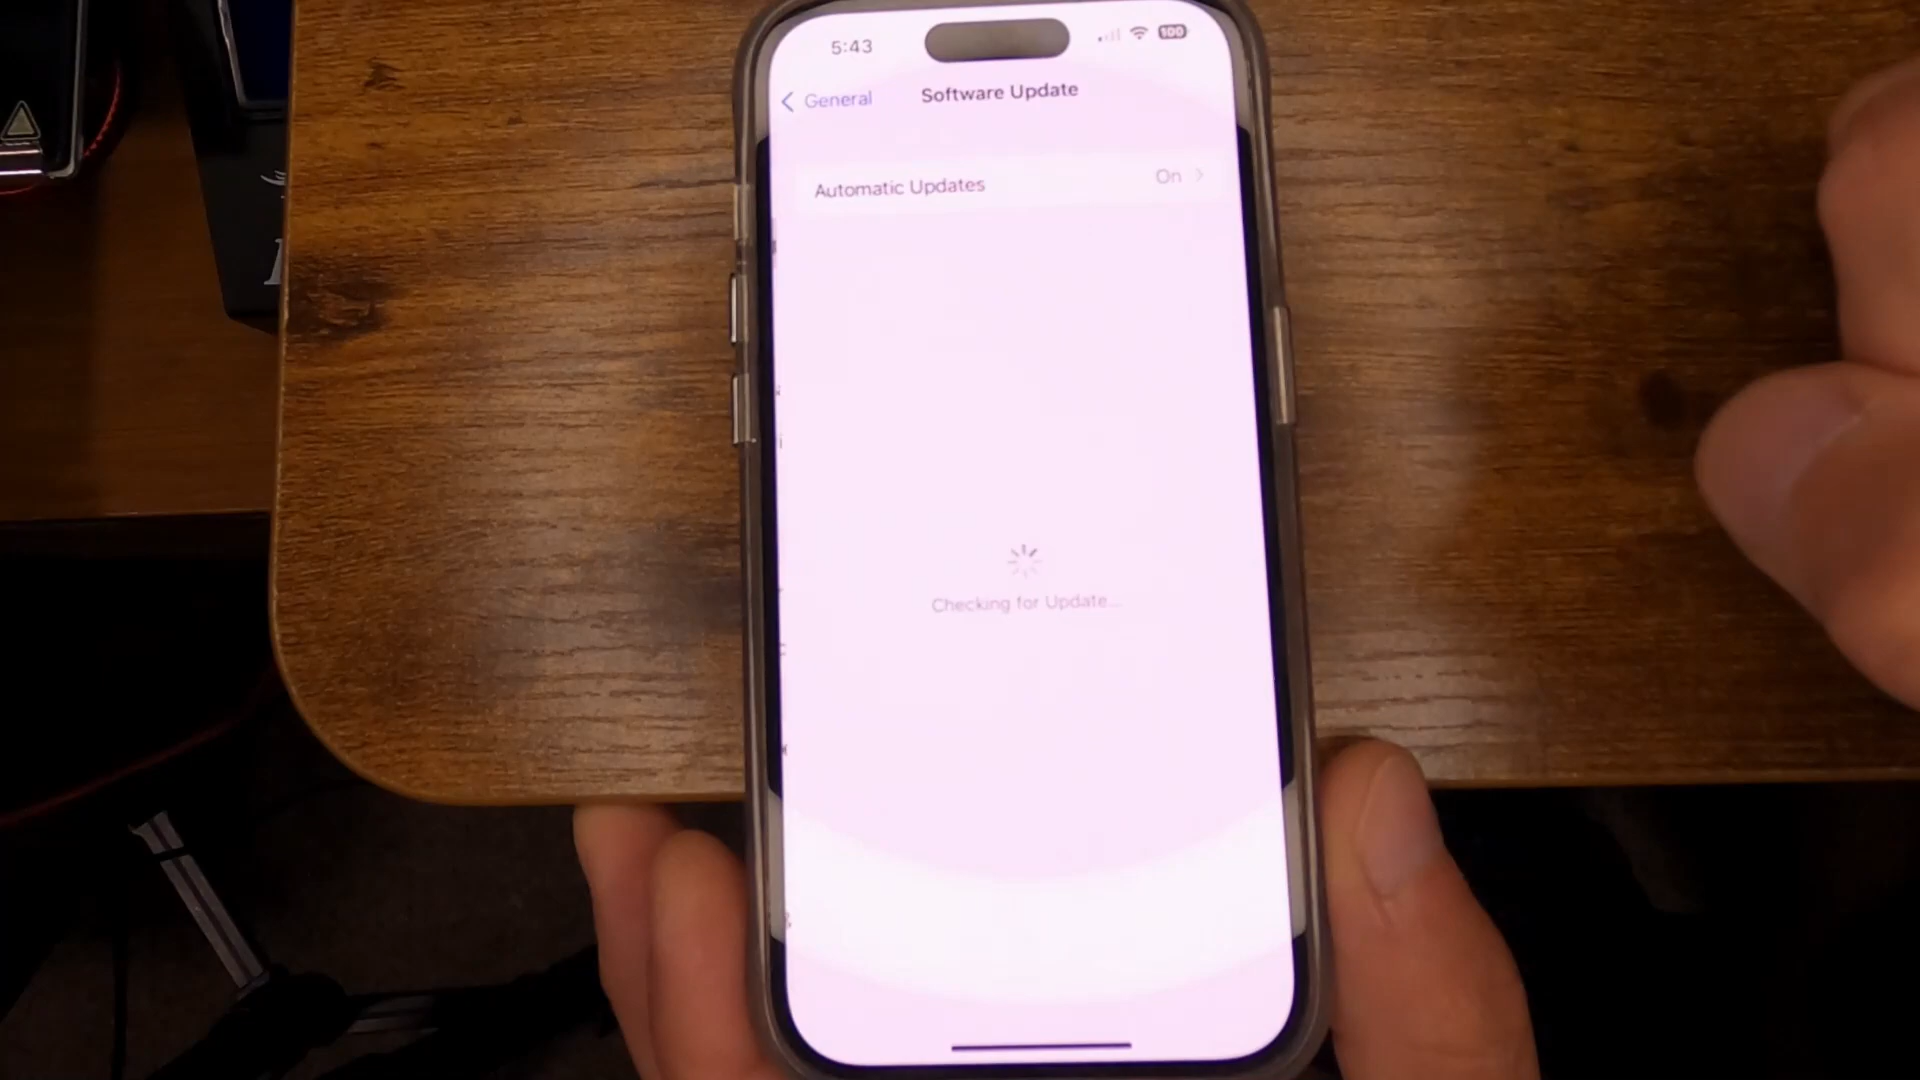 5:43
100
General
Software Update
Automatic Updates
On
Checking for Update...